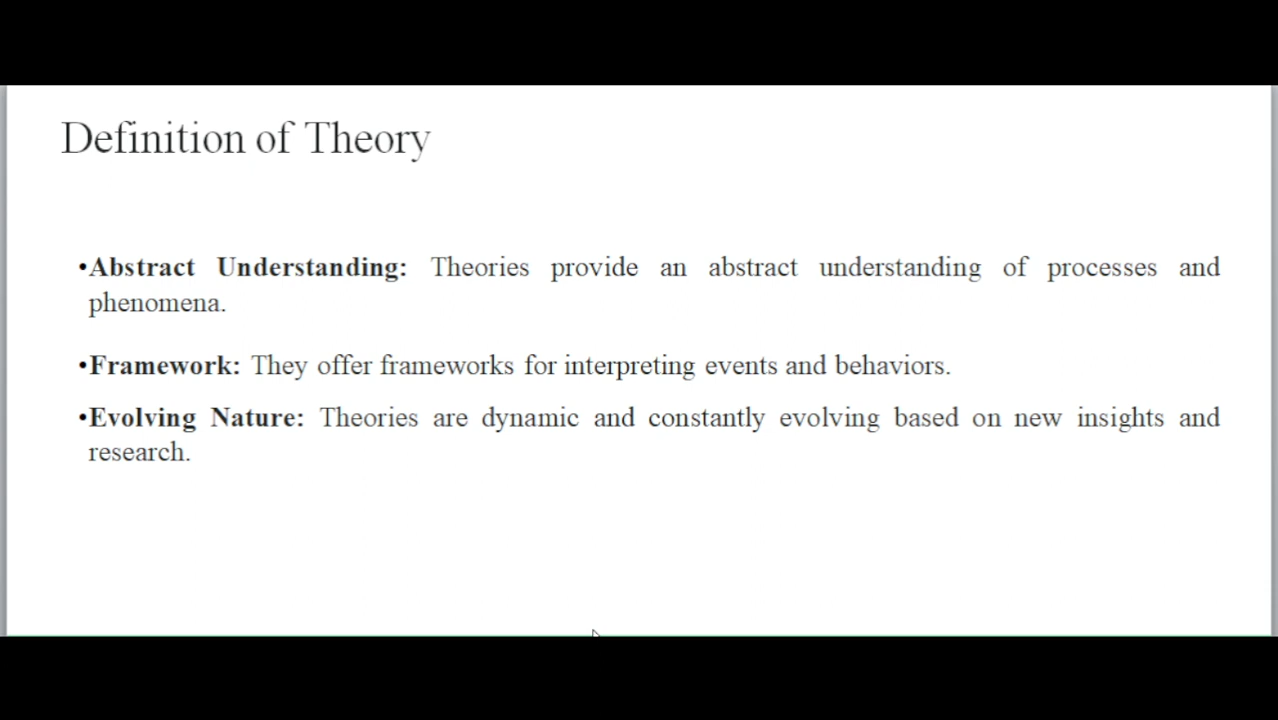 Definition of Theory
•Abstract Understanding: Theories provide an abstract understanding of processes and
phenomena.
•Framework: They offer frameworks for interpreting events and behaviors.
•Evolving Nature: Theories are dynamic and constantly evolving based on new insights and
research.